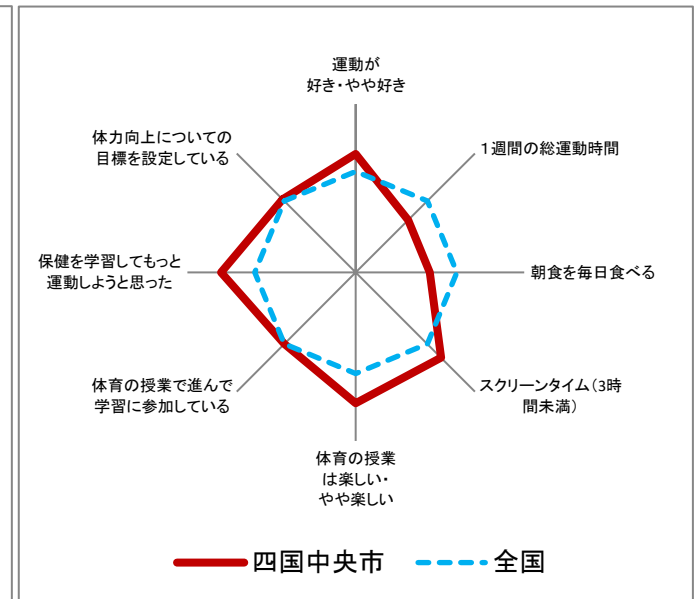 運動が
好き・やや好き
1週間の総運動時間
朝食を毎日食べる
スクリーンタイム（3時
間未満）
体育の授業
は楽しい・
やや楽しい
体育の授業で進んで
学習に参加している
保健を学習してもっと
運動しようと思った
体力向上についての
目標を設定している
四国中央市
全国